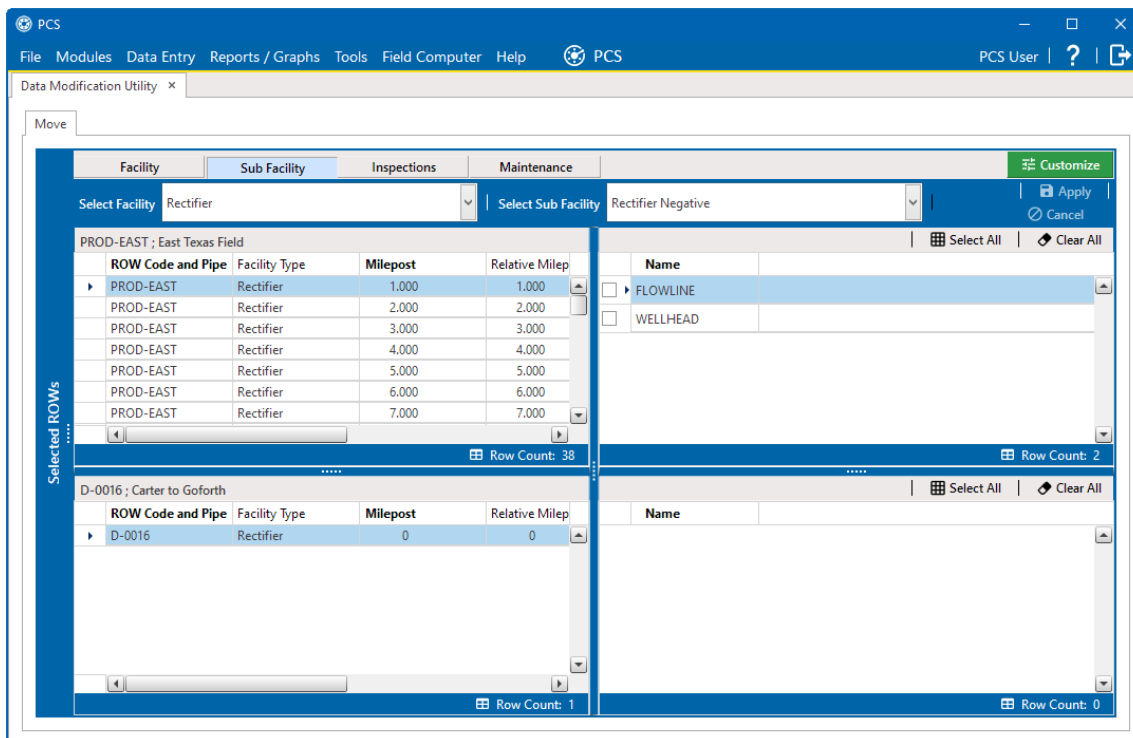 PCS
File Modules Data Entry Reports / Graphs Tools Field Computer Help PCS PCS User | ? |
Data Modification Utility ×
Move
Selected ROWs
Facility Sub Facility Inspections Maintenance Customize
Select Facility Rectifier | Select Sub Facility Rectifier Negative | | Apply |
Cancel
PROD-EAST ; East Texas Field
ROW Code and Pipe Facility Type Milepost Relative Milep
PROD-EAST Rectifier 1.000 1.000
PROD-EAST Rectifier 2.000 2.000
PROD-EAST Rectifier 3.000 3.000
PROD-EAST Rectifier 4.000 4.000
PROD-EAST Rectifier 5.000 5.000
PROD-EAST Rectifier 6.000 6.000
PROD-EAST Rectifier 7.000 7.000
Row Count: 38
| Select All | Clear All
Name
FLOWLINE
WELLHEAD
Row Count: 2
D-0016 ; Carter to Goforth
ROW Code and Pipe Facility Type Milepost Relative Milep
D-0016 Rectifier 0 0
Row Count: 1
| Select All | Clear All
Name
Row Count: 0